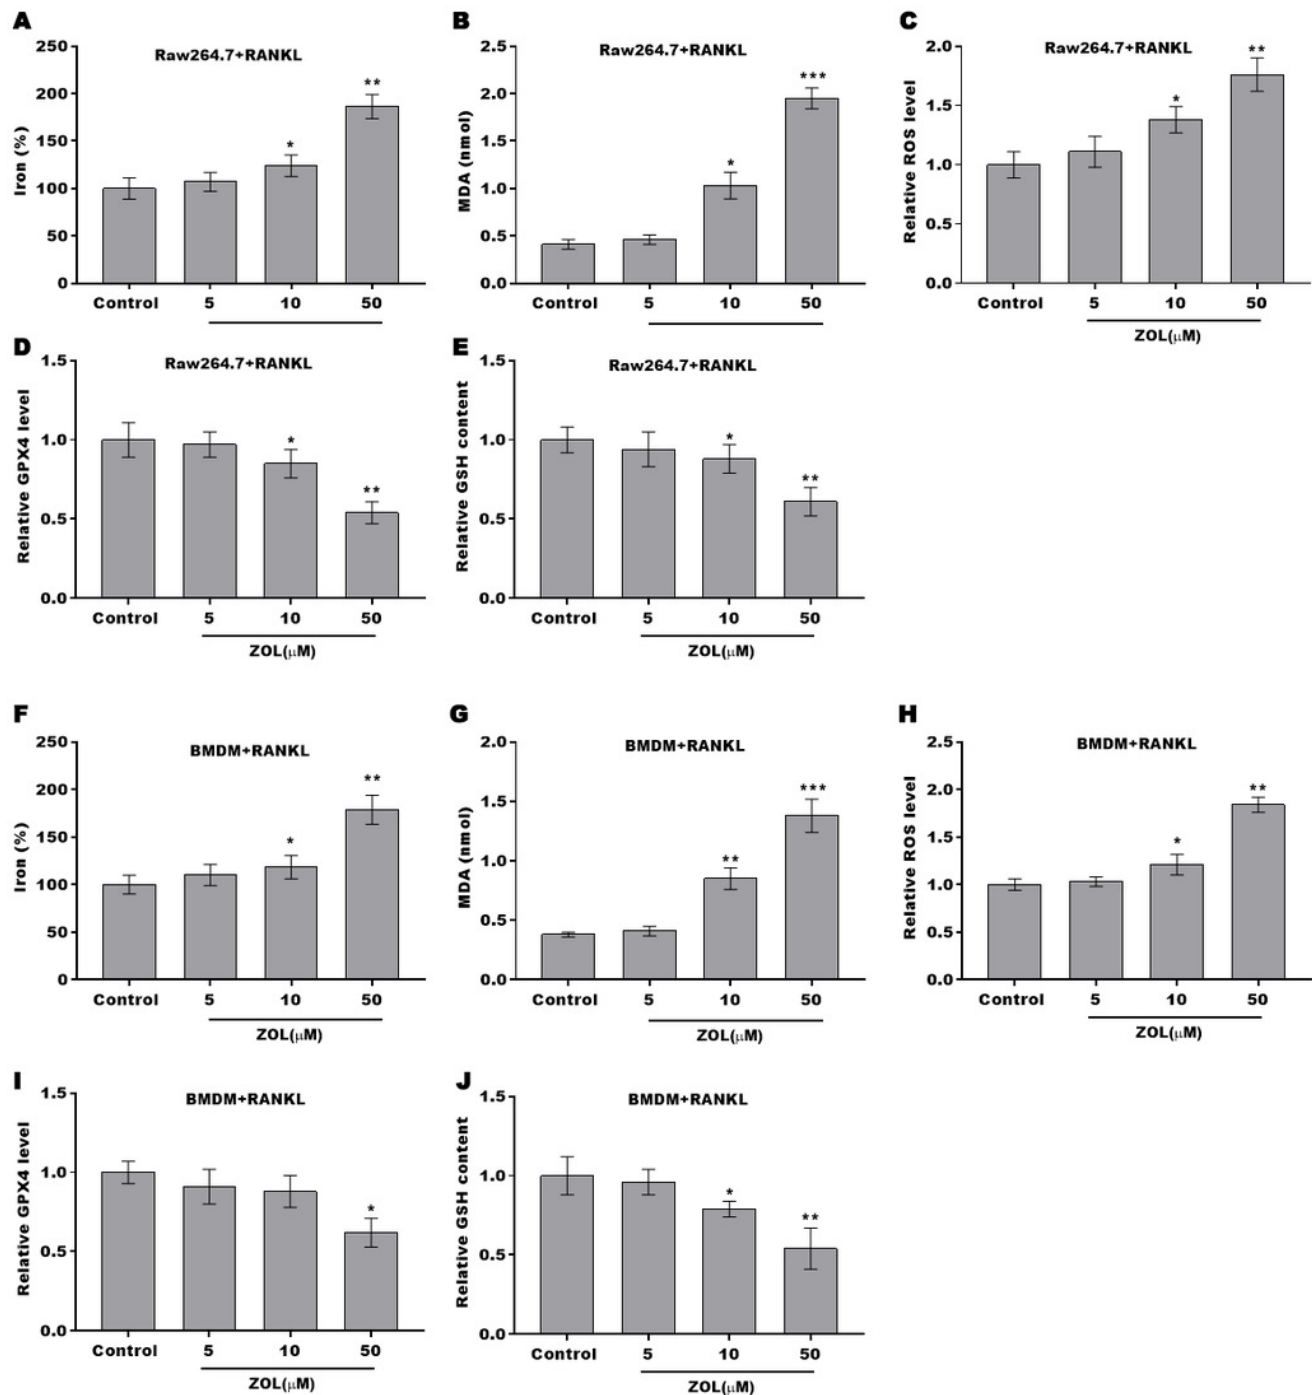 A
Raw264.7+RANKL
Iron (%)
250
200
150
100
50
0
*
**
Control 5 10 50
B
Raw264.7+RANKL
MDA (nmol)
2.5
2.0
1.5
1.0
0.5
0.0
*
***
Control 5 10 50
C
Raw264.7+RANKL
Relative ROS level
2.0
1.5
1.0
0.5
0.0
*
**
Control 5 10 50
ZOL(μM)
D
Raw264.7+RANKL
Relative GPX4 level
1.5
1.0
0.5
0.0
*
**
Control 5 10 50
ZOL(μM)
E
Raw264.7+RANKL
Relative GSH content
1.5
1.0
0.5
0.0
*
**
Control 5 10 50
ZOL(μM)
F
BMDM+RANKL
Iron (%)
250
200
150
100
50
0
*
**
Control 5 10 50
ZOL(μM)
G
BMDM+RANKL
MDA (nmol)
2.0
1.5
1.0
0.5
0.0
**
***
Control 5 10 50
ZOL(μM)
H
BMDM+RANKL
Relative ROS level
2.5
2.0
1.5
1.0
0.5
0.0
*
**
Control 5 10 50
ZOL(μM)
I
BMDM+RANKL
Relative GPX4 level
1.5
1.0
0.5
0.0
*
Control 5 10 50
ZOL(μM)
J
BMDM+RANKL
Relative GSH content
1.5
1.0
0.5
0.0
*
**
Control 5 10 50
ZOL(μM)